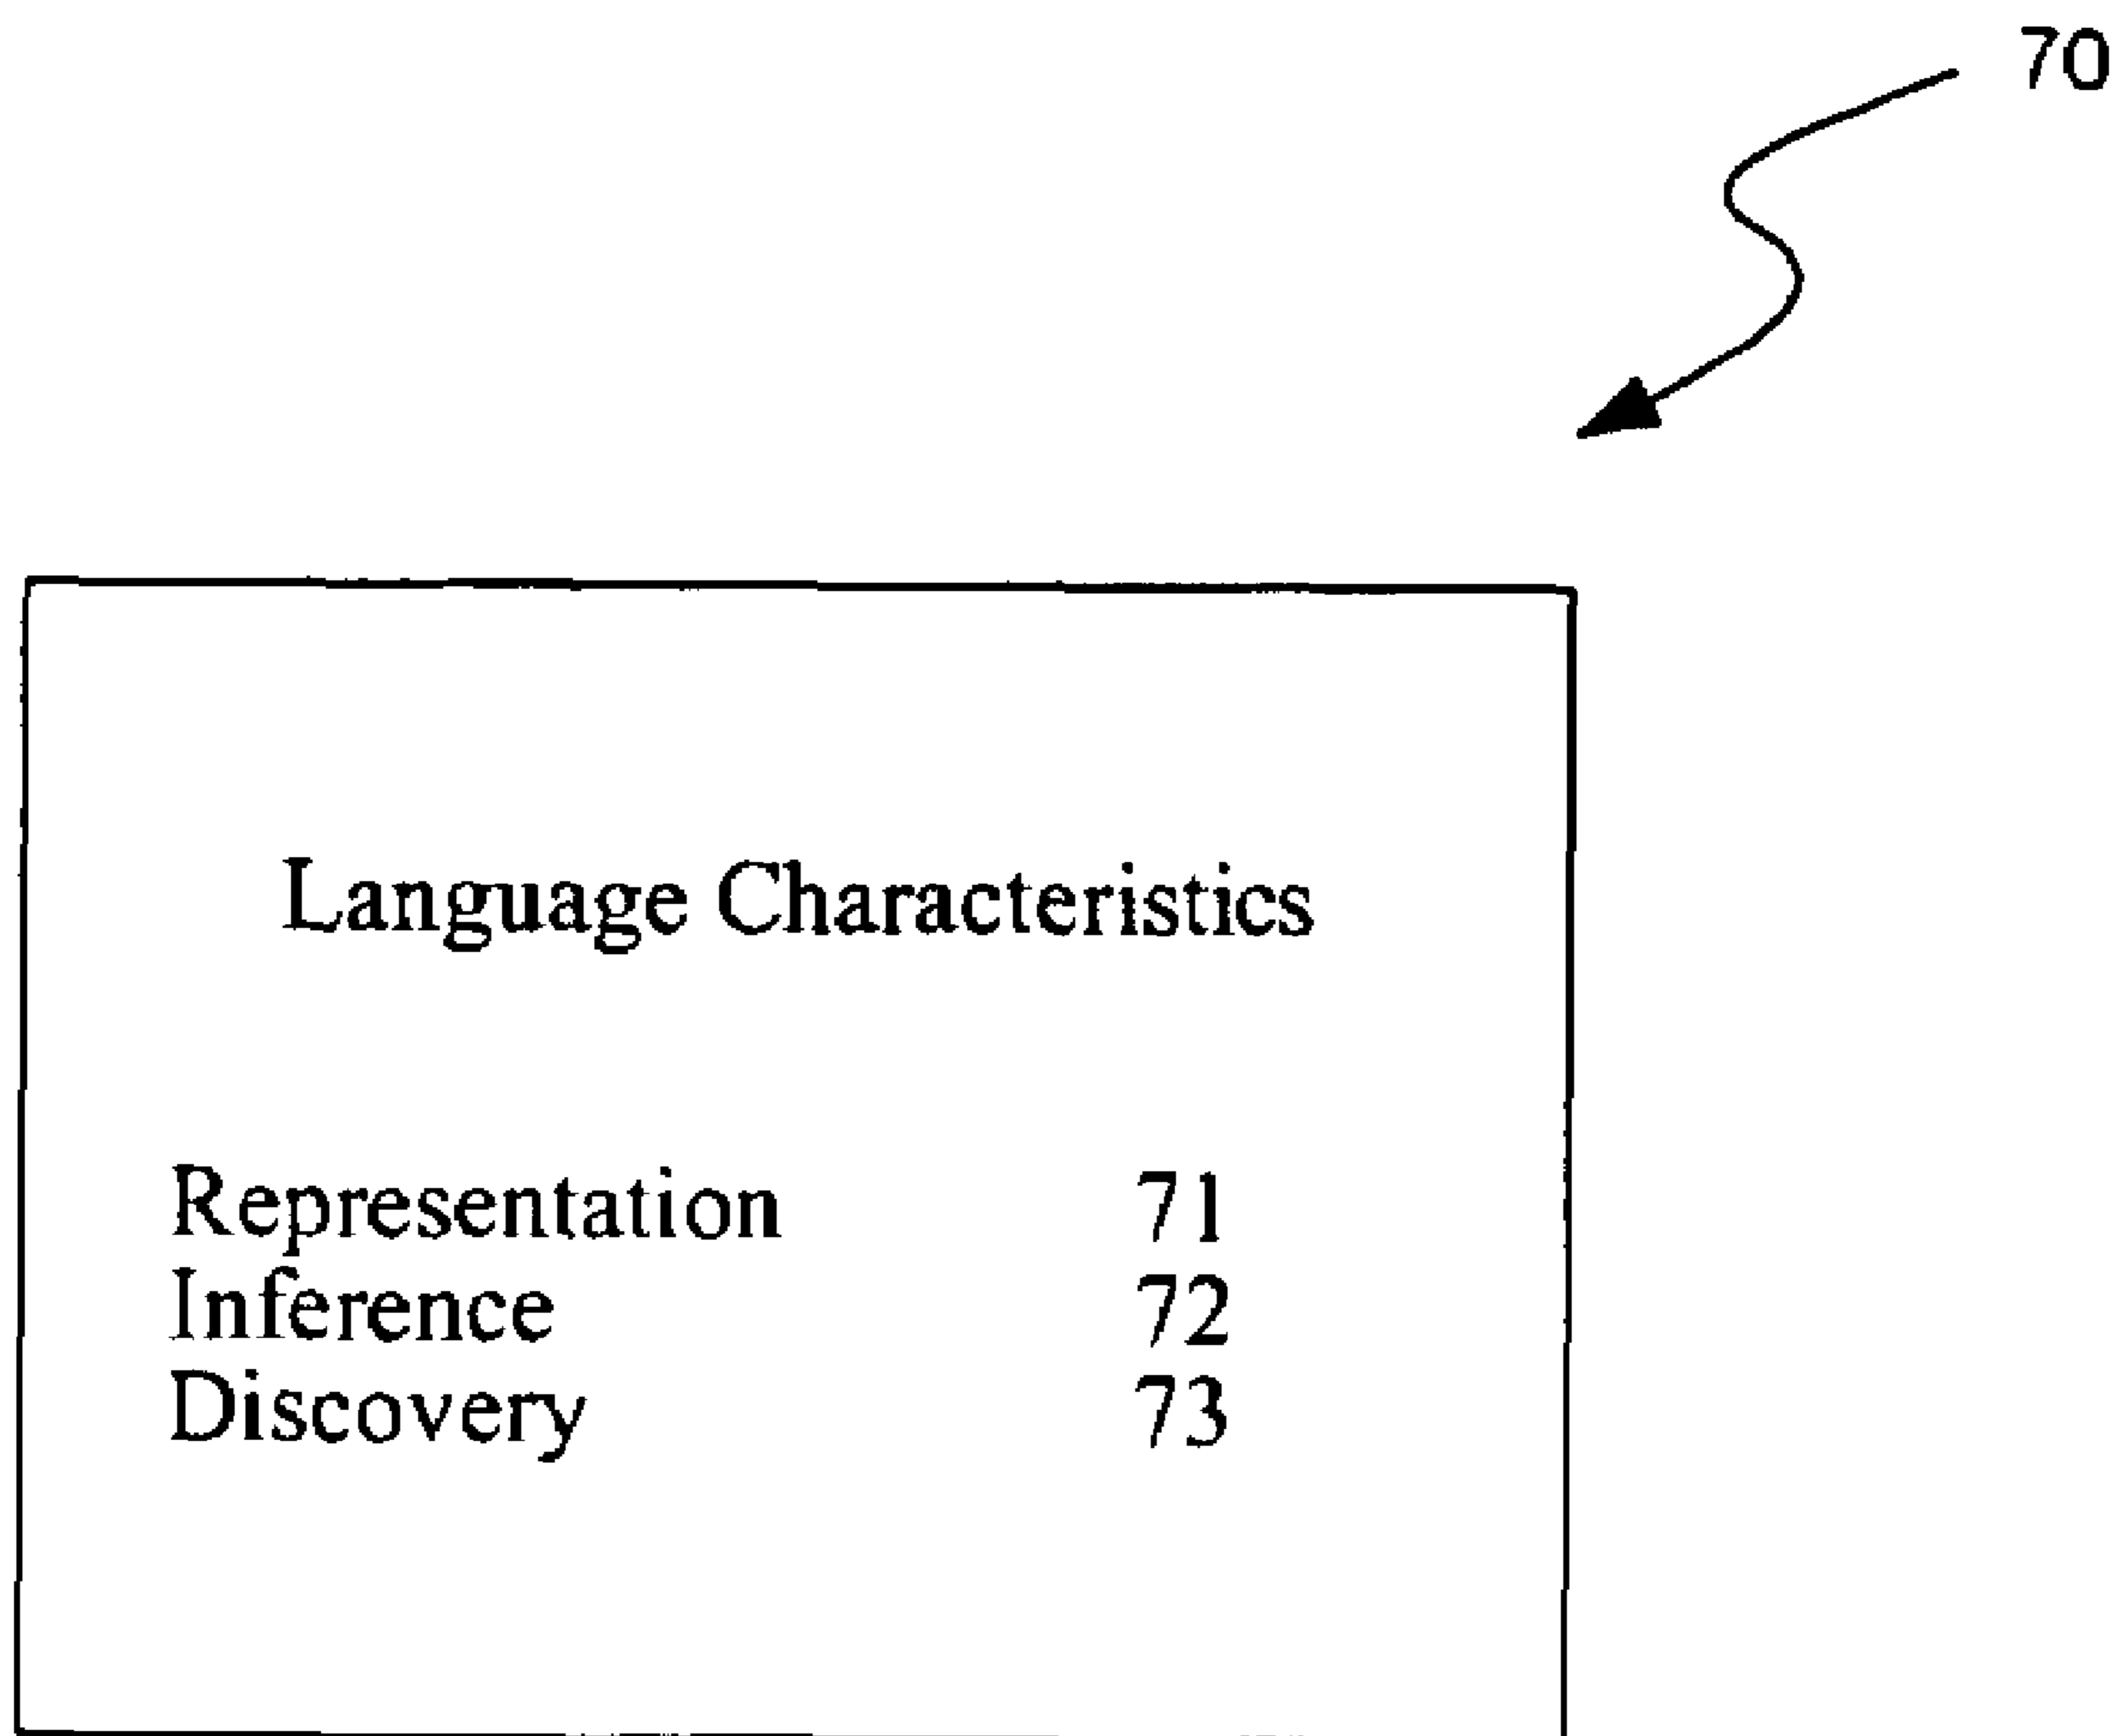 70
Language Characteristics
Representation 71
Inference 72
Discovery 73